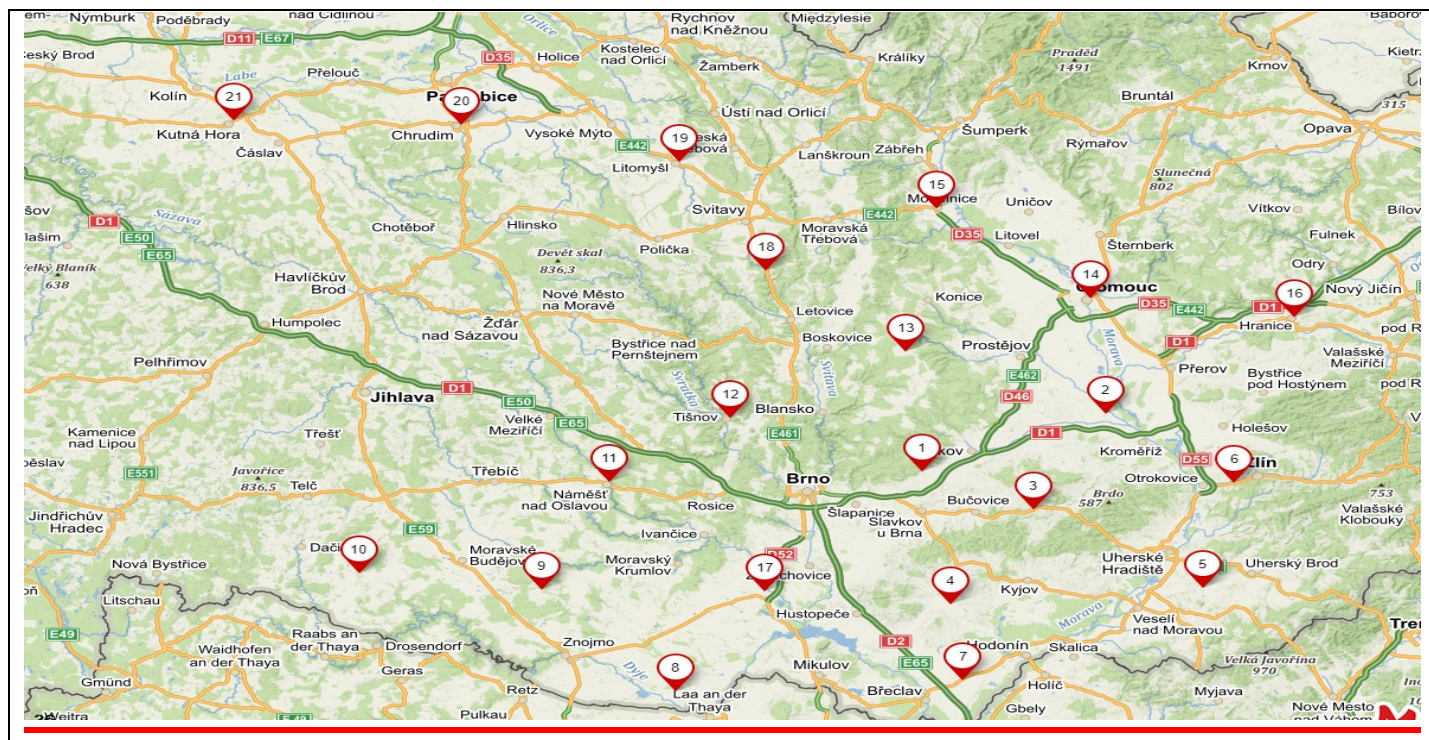 Nymburk
Poděbrady
nad Cidlinou
Orlice
Rychnov
nad Kněžnou
Międzylesie
D11
E67
Český Brod
Přelouč
D35
Holice
Kostelec
nad Orlicí
Žamberk
Králíky
Praděd
1491
Krnov
Labe
Kolín
21
20
Kutná Hora
Čáslav
Chrudim
Vysoké Mýto
Ústí nad Orlicí
Bruntál
315
Opava
19
E442
Litomyšl
Lanškroun
Zábřeh
Šumperk
Rýmařov
Slunečná
802
15
Uničov
Sázava
D1
E50
E65
Chotěboř
Hlinsko
Svitavy
E442
Moravská
Třebová
D35
Litovel
Šternberk
Vítkov
Fulnek
Odry
Polička
18
Devět skal
836,3
Velký Blaník
638
Havlíčkův
Brod
Nové Město
na Moravě
Letovice
Konice
14
D35
E442
16
D1
Nový Jičín
Hranice
Humpolec
Žďár
nad Sázavou
Bystřice nad
Pernštejnem
Boskovice
13
Prostějov
Morava
D1
Přerov
Valašské
Meziříčí
Bystřice
pod Hostýnem
Pelhřimov
Jihlava
D1
E50
E65
Svratka
Svitava
12
Tišnov
Blansko
E461
E462
D46
2
D1
Holešov
Velké
Meziříčí
Kamenice
nad Lipou
Třešť
E551
Javořice
836,5
Telč
Třebíč
11
Náměšť
nad Oslavou
Rosice
Brno
1
Kroměříž
D55
6
Otrokovice
Zlín
Šlapanice
Slavkov
u Brna
Bučovice
3
Brdo
587
753
Valašské
Klobouky
Jindřichův
Hradec
E59
Nová Bystřice
10
Moravské
Budějovice
9
Ivančice
Moravský
Krumlov
D52
17
4
Kyjov
Uherské
Hradiště
5
Uherský Brod
Litschau
E49
Waidhofen
an der Thaya
Raabs an
der Thaya
Drosendorf
Geras
Znojmo
Hustopeče
Morava
Veselí
nad Moravou
Gmünd
Retz
Dyje
8
Laa an der
Thaya
Mikulov
D2
E65
Břeclav
7
Hodonín
Skalica
Holíč
Gbely
Velká Javořina
970
Myjava
Nové Mesto
nad Váhom
Pulkau